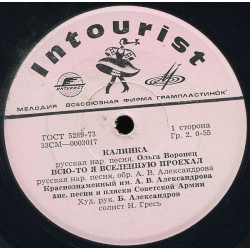 Intourist
ИНТУРИСТ
МЕЛОДИЯ ВСЕСОЮЗНАЯ ФИРМА ГРАМПЛАСТИНОК
ГОСТ 5289-73
33СМ—0003017
1 сторона
Гр. 2. 0-55
КАЛИНКА
русская нар. песня. Ольга Воронец
ВСЮ-ТО Я ВСЕЛЕННУЮ ПРОЕХАЛ
русская нар. песня, обр. А. В. Александрова
Краснознаменный им. А. В. Александрова
анс. песни и пляски Советской Армии
Худ. рук. Б. Александров
солист И. Гресь